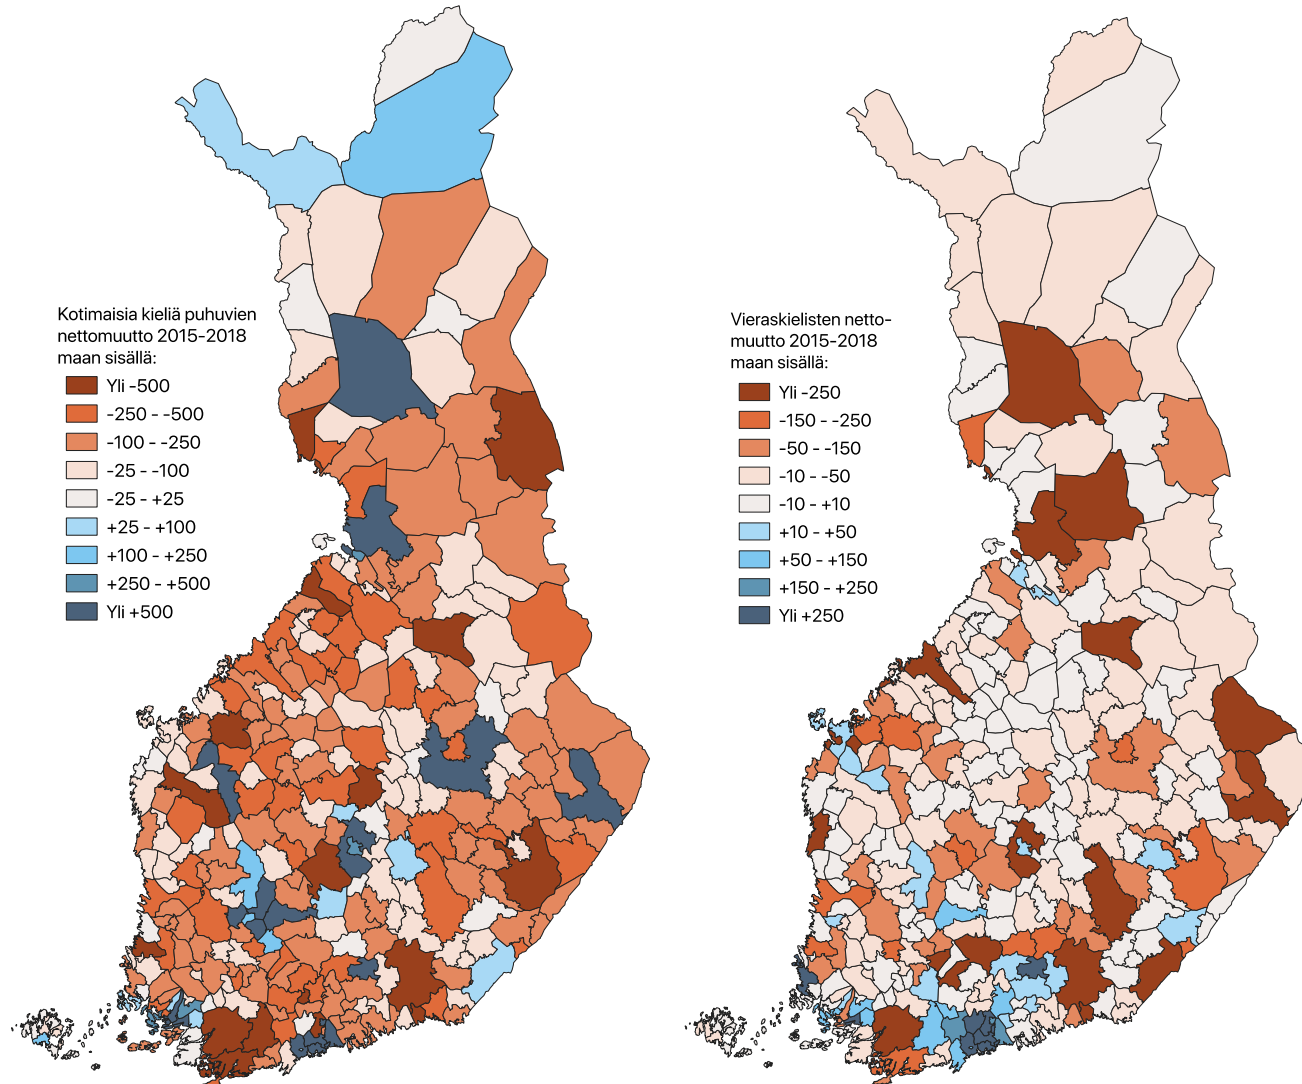 Kotimaisia kieliä puhuvien
nettomuutto 2015-2018
maan sisällä:
Yli -500
-250 - -500
-100 - -250
-25 - -100
-25 - +25
+25 - +100
+100 - +250
+250 - +500
Yli +500
Vieraskielisten netto-
muutto 2015-2018
maan sisällä:
Yli -250
-150 - -250
-50 - -150
-10 - -50
-10 - +10
+10 - +50
+50 - +150
+150 - +250
Yli +250